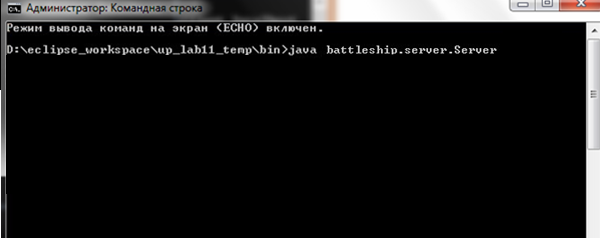 Администратор: Командная строка
Режим вывода команд на экран (ECHO) включен.
D:\eclipse_workspace\up_lab11_temp\bin>java battleship.server.Server